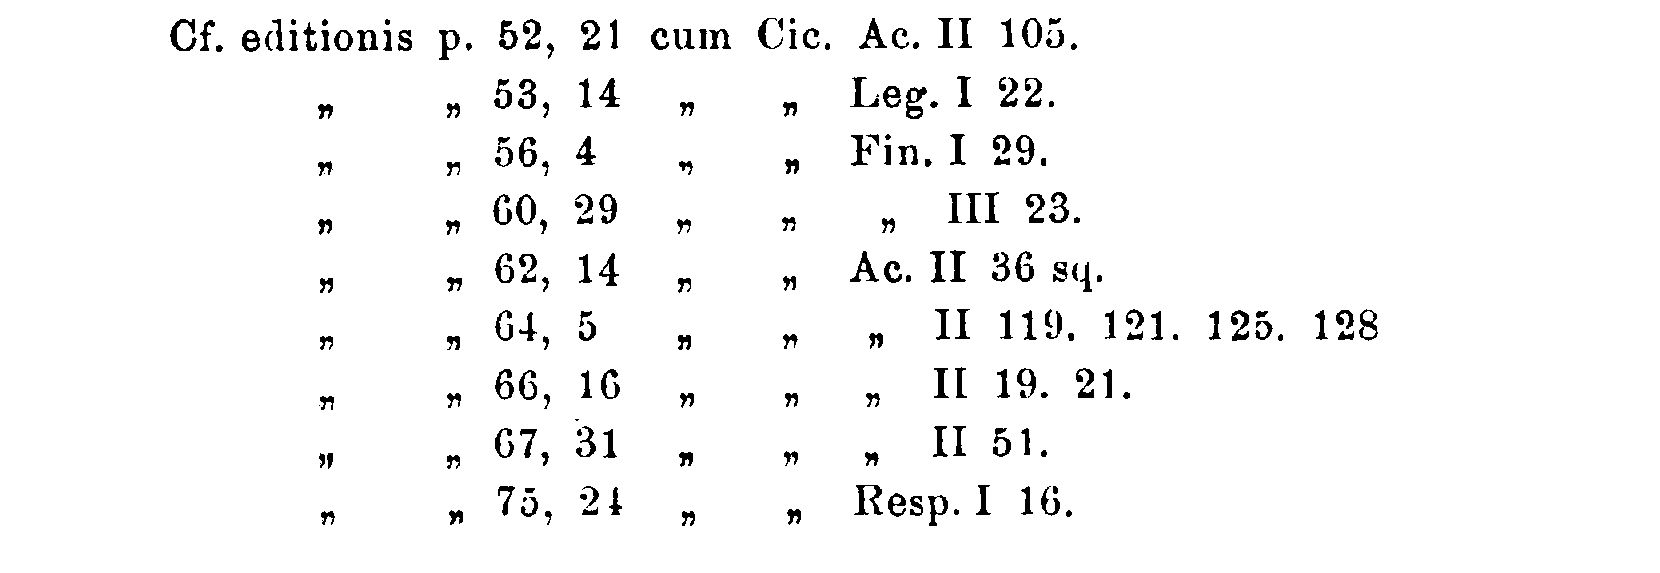 Cf. editionis p. 52, 21 cum Cic. Ac. II 105.
„ „ 53, 14 „ „ Leg. I 22.
„ „ 56, 4 „ „ Fin. I 29.
„ „ 60, 29 „ „ „ III 23.
„ „ 62, 14 „ „ Ac. II 36 sq.
„ „ 64, 5 „ „ „ II 119. 121. 125. 128
„ „ 66, 16 „ „ „ II 19. 21.
„ „ 67, 31 „ „ „ II 51.
„ „ 75, 24 „ „ Resp. I 16.